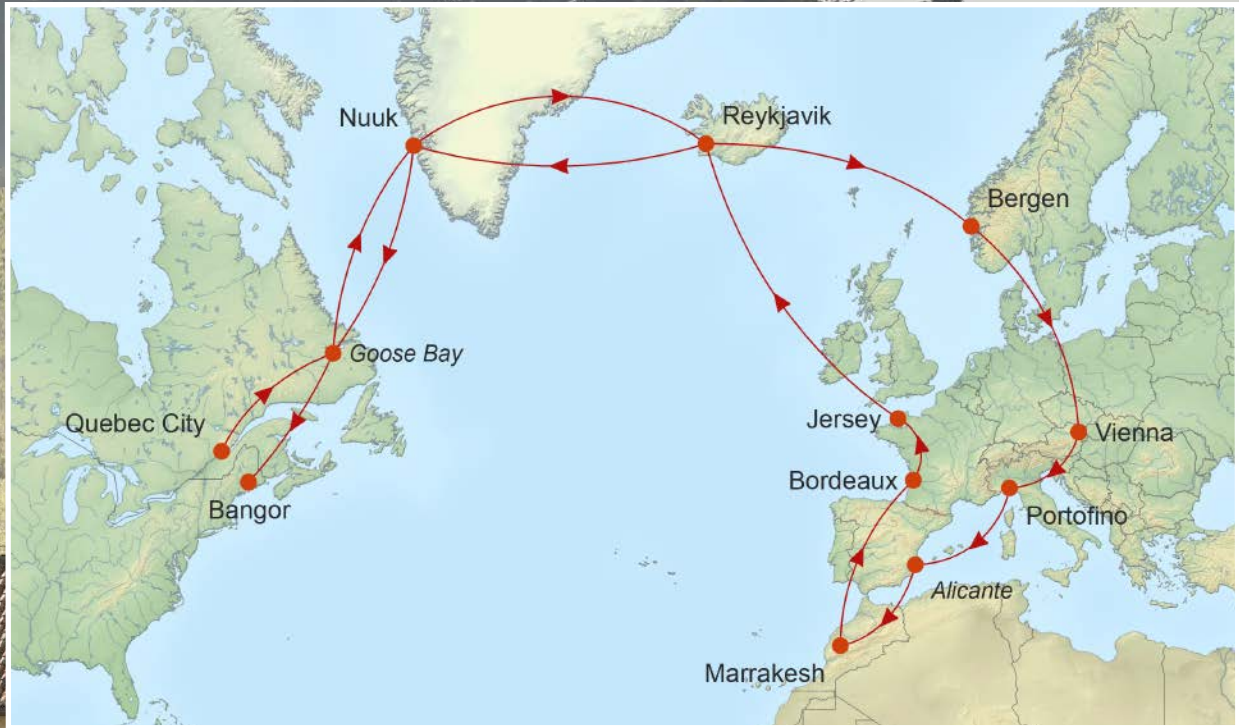 Nuuk
Reykjavik
Bergen
Goose Bay
Quebec City
Jersey
Vienna
Bordeaux
Bangor
Portofino
Alicante
Marrakesh